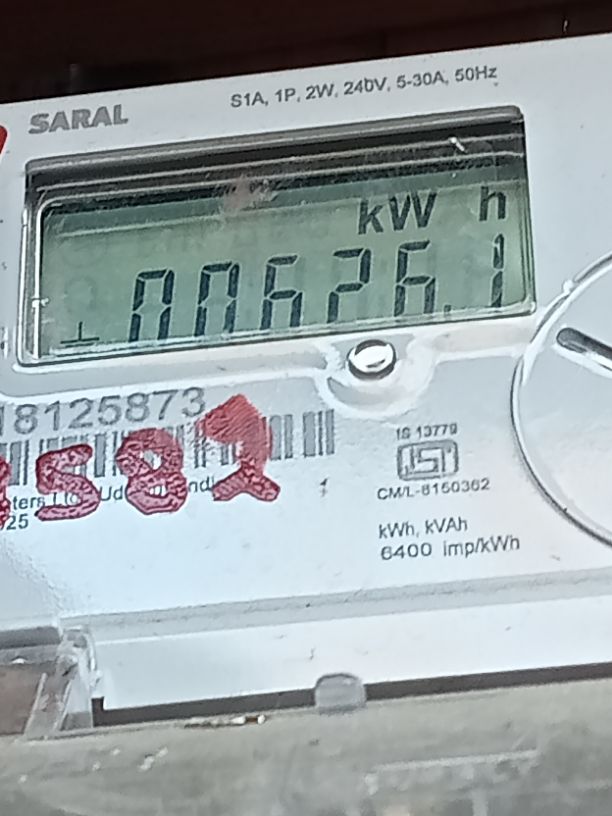 SARAL
S1A, 1P, 2W, 240V, 5-30A, 50Hz
kW h
00626.1
18125873
IS 13779
CM/L-8150362
kWh, kVAh
6400 imp/kWh